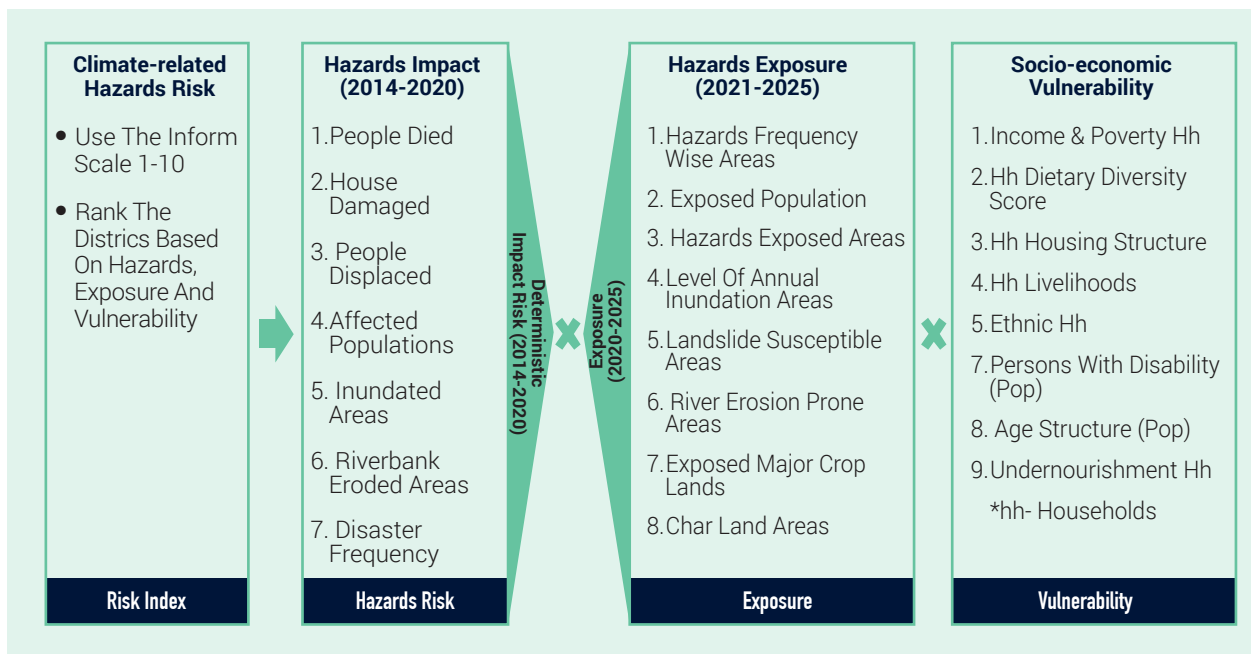 Climate-related
Hazards Risk
• Use The Inform
Scale 1-10
• Rank The
Districs Based
On Hazards,
Exposure And
Vulnerability
Risk Index
Hazards Impact
(2014-2020)
1.People Died
2.House
Damaged
3. People
Displaced
4.Affected
Populations
5. Inundated
Areas
6. Riverbank
Eroded Areas
7. Disaster
Frequency
Hazards Risk
Deterministic
Impact Risk (2014-2020)
Exposure
(2020-2025)
Hazards Exposure
(2021-2025)
1.Hazards Frequency
Wise Areas
2. Exposed Population
3. Hazards Exposed Areas
4.Level Of Annual
Inundation Areas
5.Landslide Susceptible
Areas
6. River Erosion Prone
Areas
7.Exposed Major Crop
Lands
8.Char Land Areas
Exposure
Socio-economic
Vulnerability
1.Income & Poverty Hh
2.Hh Dietary Diversity
Score
3.Hh Housing Structure
4.Hh Livelihoods
5.Ethnic Hh
7.Persons With Disability
(Pop)
8. Age Structure (Pop)
9.Undernourishment Hh
*hh- Households
Vulnerability